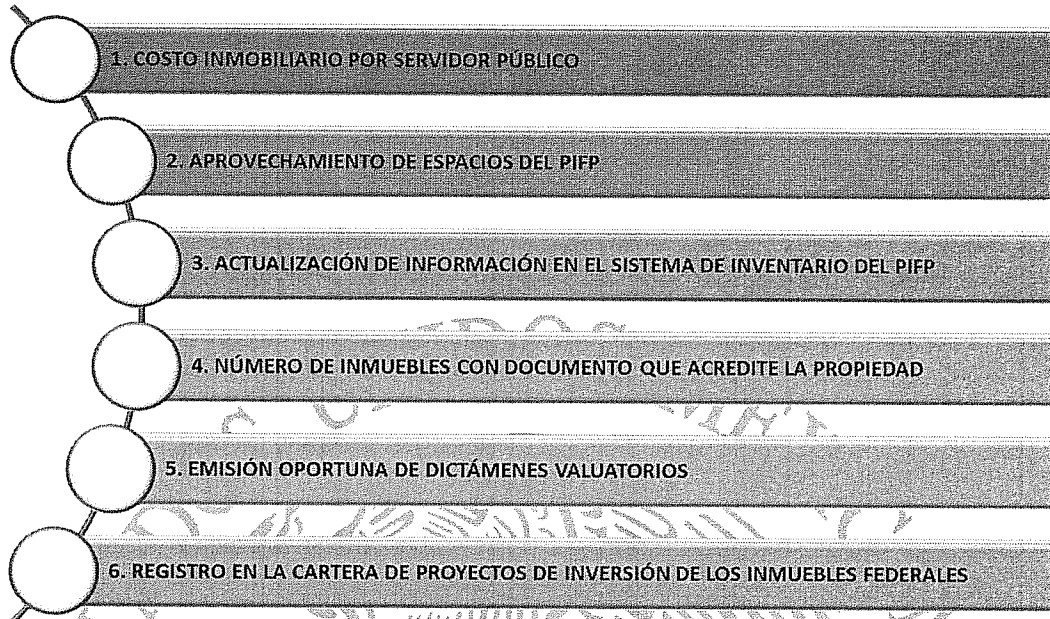 1. COSTO INMOBILIARIO POR SERVIDOR PÚBLICO
2. APROVECHAMIENTO DE ESPACIOS DEL PIFP
3. ACTUALIZACIÓN DE INFORMACIÓN EN EL SISTEMA DE INVENTARIO DEL PIFP
4. NÚMERO DE INMUEBLES CON DOCUMENTO QUE ACREDITE LA PROPIEDAD
5. EMISIÓN OPORTUNA DE DICTÁMENES VALUATORIOS
6. REGISTRO EN LA CARTERA DE PROYECTOS DE INVERSIÓN DE LOS INMUEBLES FEDERALES